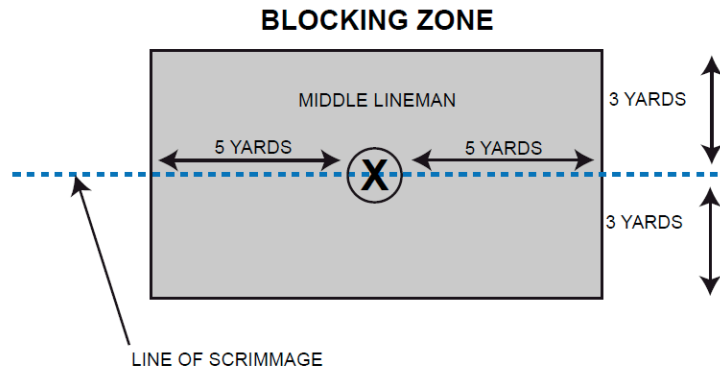 BLOCKING ZONE
MIDDLE LINEMAN
3 YARDS
5 YARDS
5 YARDS
X
3 YARDS
LINE OF SCRIMMAGE